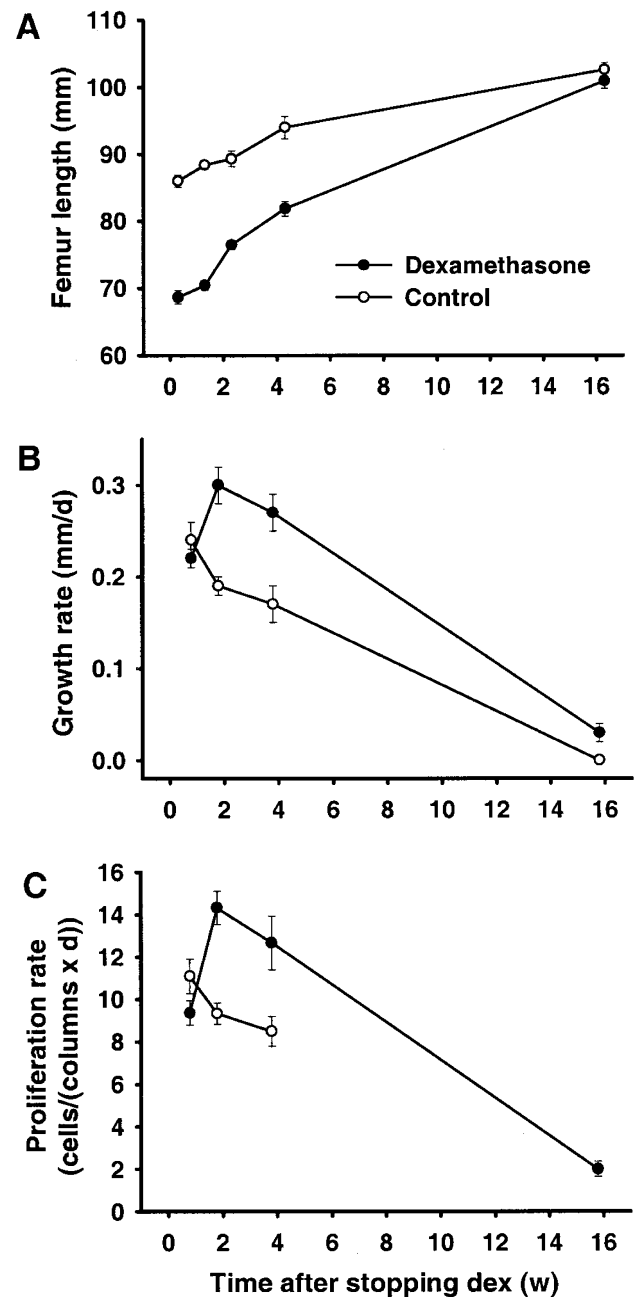 A
Femur length (mm)
110
100
90
80
70
60
Dexamethasone
Control
0 2 4 6 8 10 12 14 16
B
Growth rate (mm/d)
0.3
0.2
0.1
0.0
0 2 4 6 8 10 12 14 16
C
Proliferation rate
(cells/(columns x d))
16
14
12
10
8
6
4
2
0
0 2 4 6 8 10 12 14 16
Time after stopping dex (w)